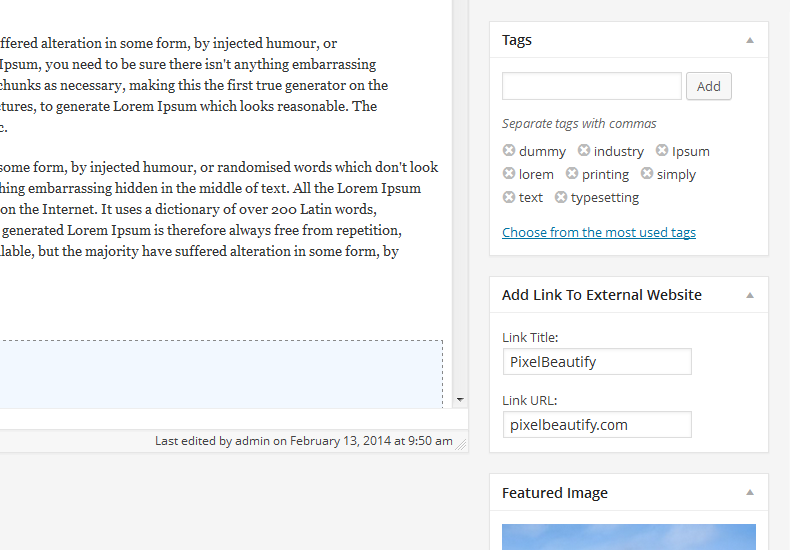 ffered alteration in some form, by injected humour, or
Ipsum, you need to be sure there isn't anything embarrassing
chunks as necessary, making this the first true generator on the
ctures, to generate Lorem Ipsum which looks reasonable. The
c.
some form, by injected humour, or randomised words which don't look
hing embarrassing hidden in the middle of text. All the Lorem Ipsum
on the Internet. It uses a dictionary of over 200 Latin words,
generated Lorem Ipsum is therefore always free from repetition,
lable, but the majority have suffered alteration in some form, by
Last edited by admin on February 13, 2014 at 9:50 am
Tags
Add
Separate tags with commas
dummy industry Ipsum
lorem printing simply
text typesetting
Choose from the most used tags
Add Link To External Website
Link Title:
PixelBeautify
Link URL:
pixelbeautify.com
Featured Image